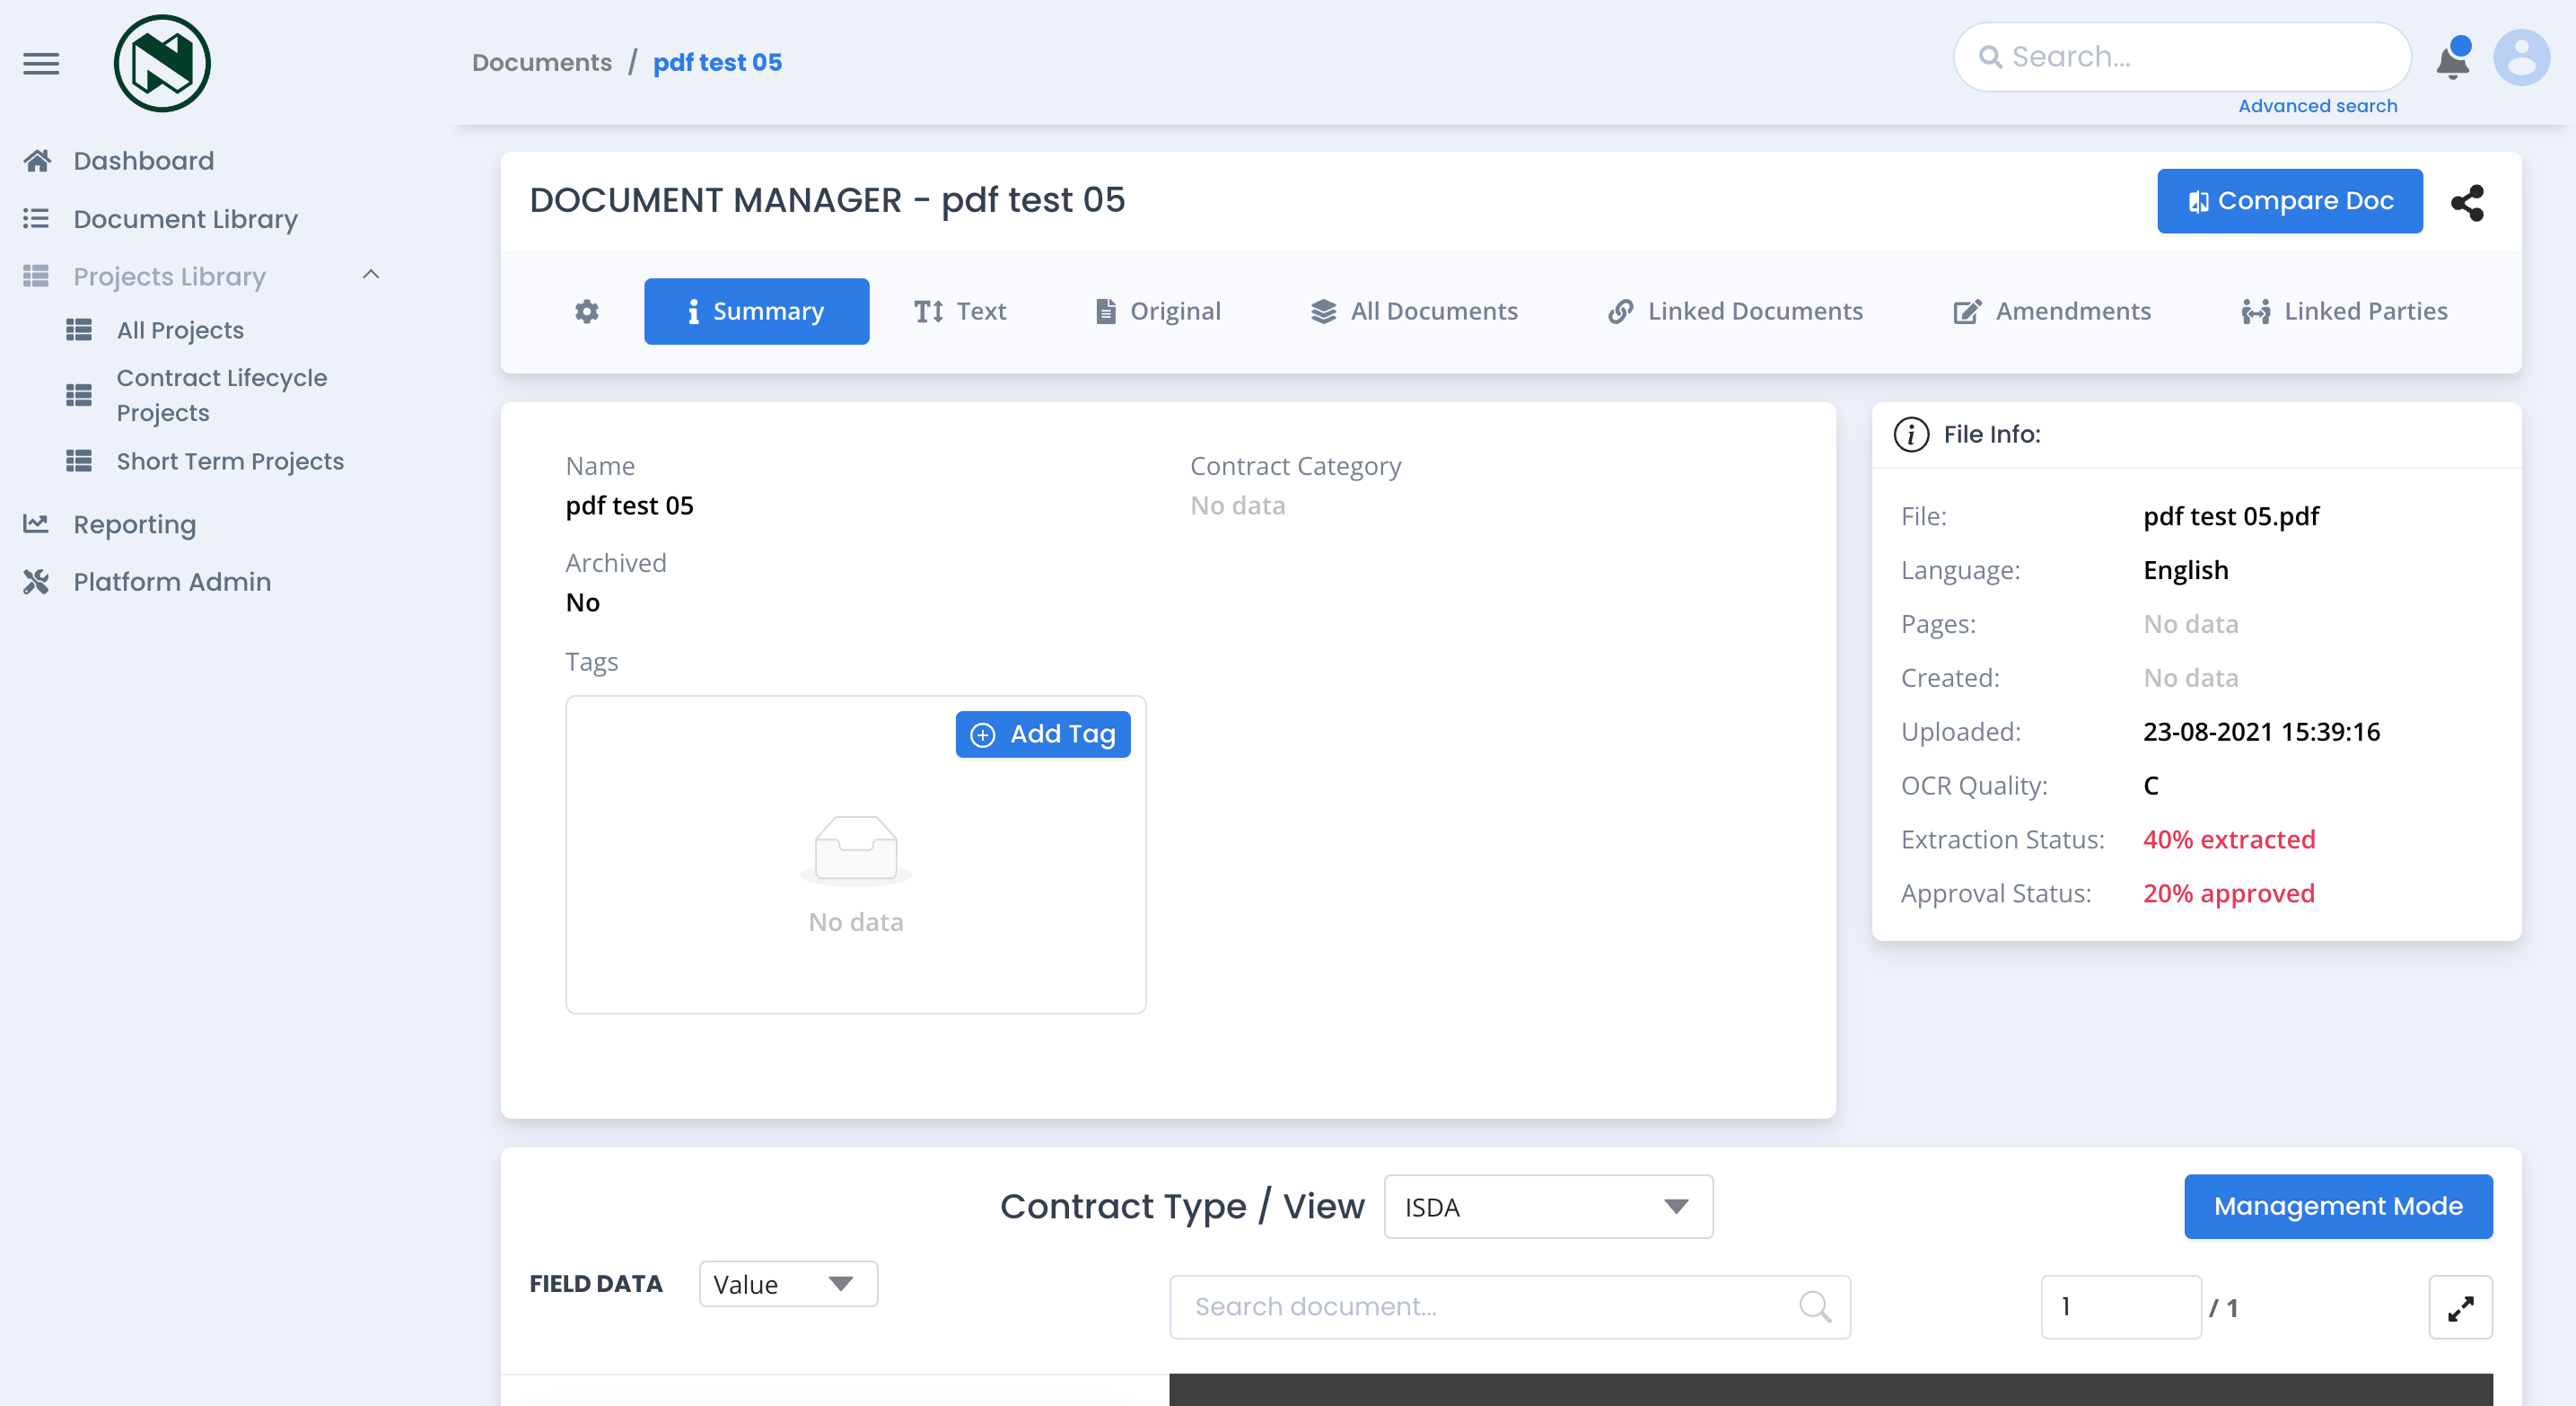 Documents / pdf test 05
Search...
Advanced search
Dashboard
Document Library
Projects Library
All Projects
Contract Lifecycle
Projects
Short Term Projects
Reporting
Platform Admin
DOCUMENT MANAGER - pdf test 05
Compare Doc
Summary
Text
Original
All Documents
Linked Documents
Amendments
Linked Parties
Name
pdf test 05
Contract Category
No data
Archived
No
Tags
Add Tag
No data
File Info:
File: pdf test 05.pdf
Language: English
Pages: No data
Created: No data
Uploaded: 23-08-2021 15:39:16
OCR Quality: C
Extraction Status: 40% extracted
Approval Status: 20% approved
Contract Type / View
ISDA
Management Mode
FIELD DATA
Value
Search document...
1 / 1